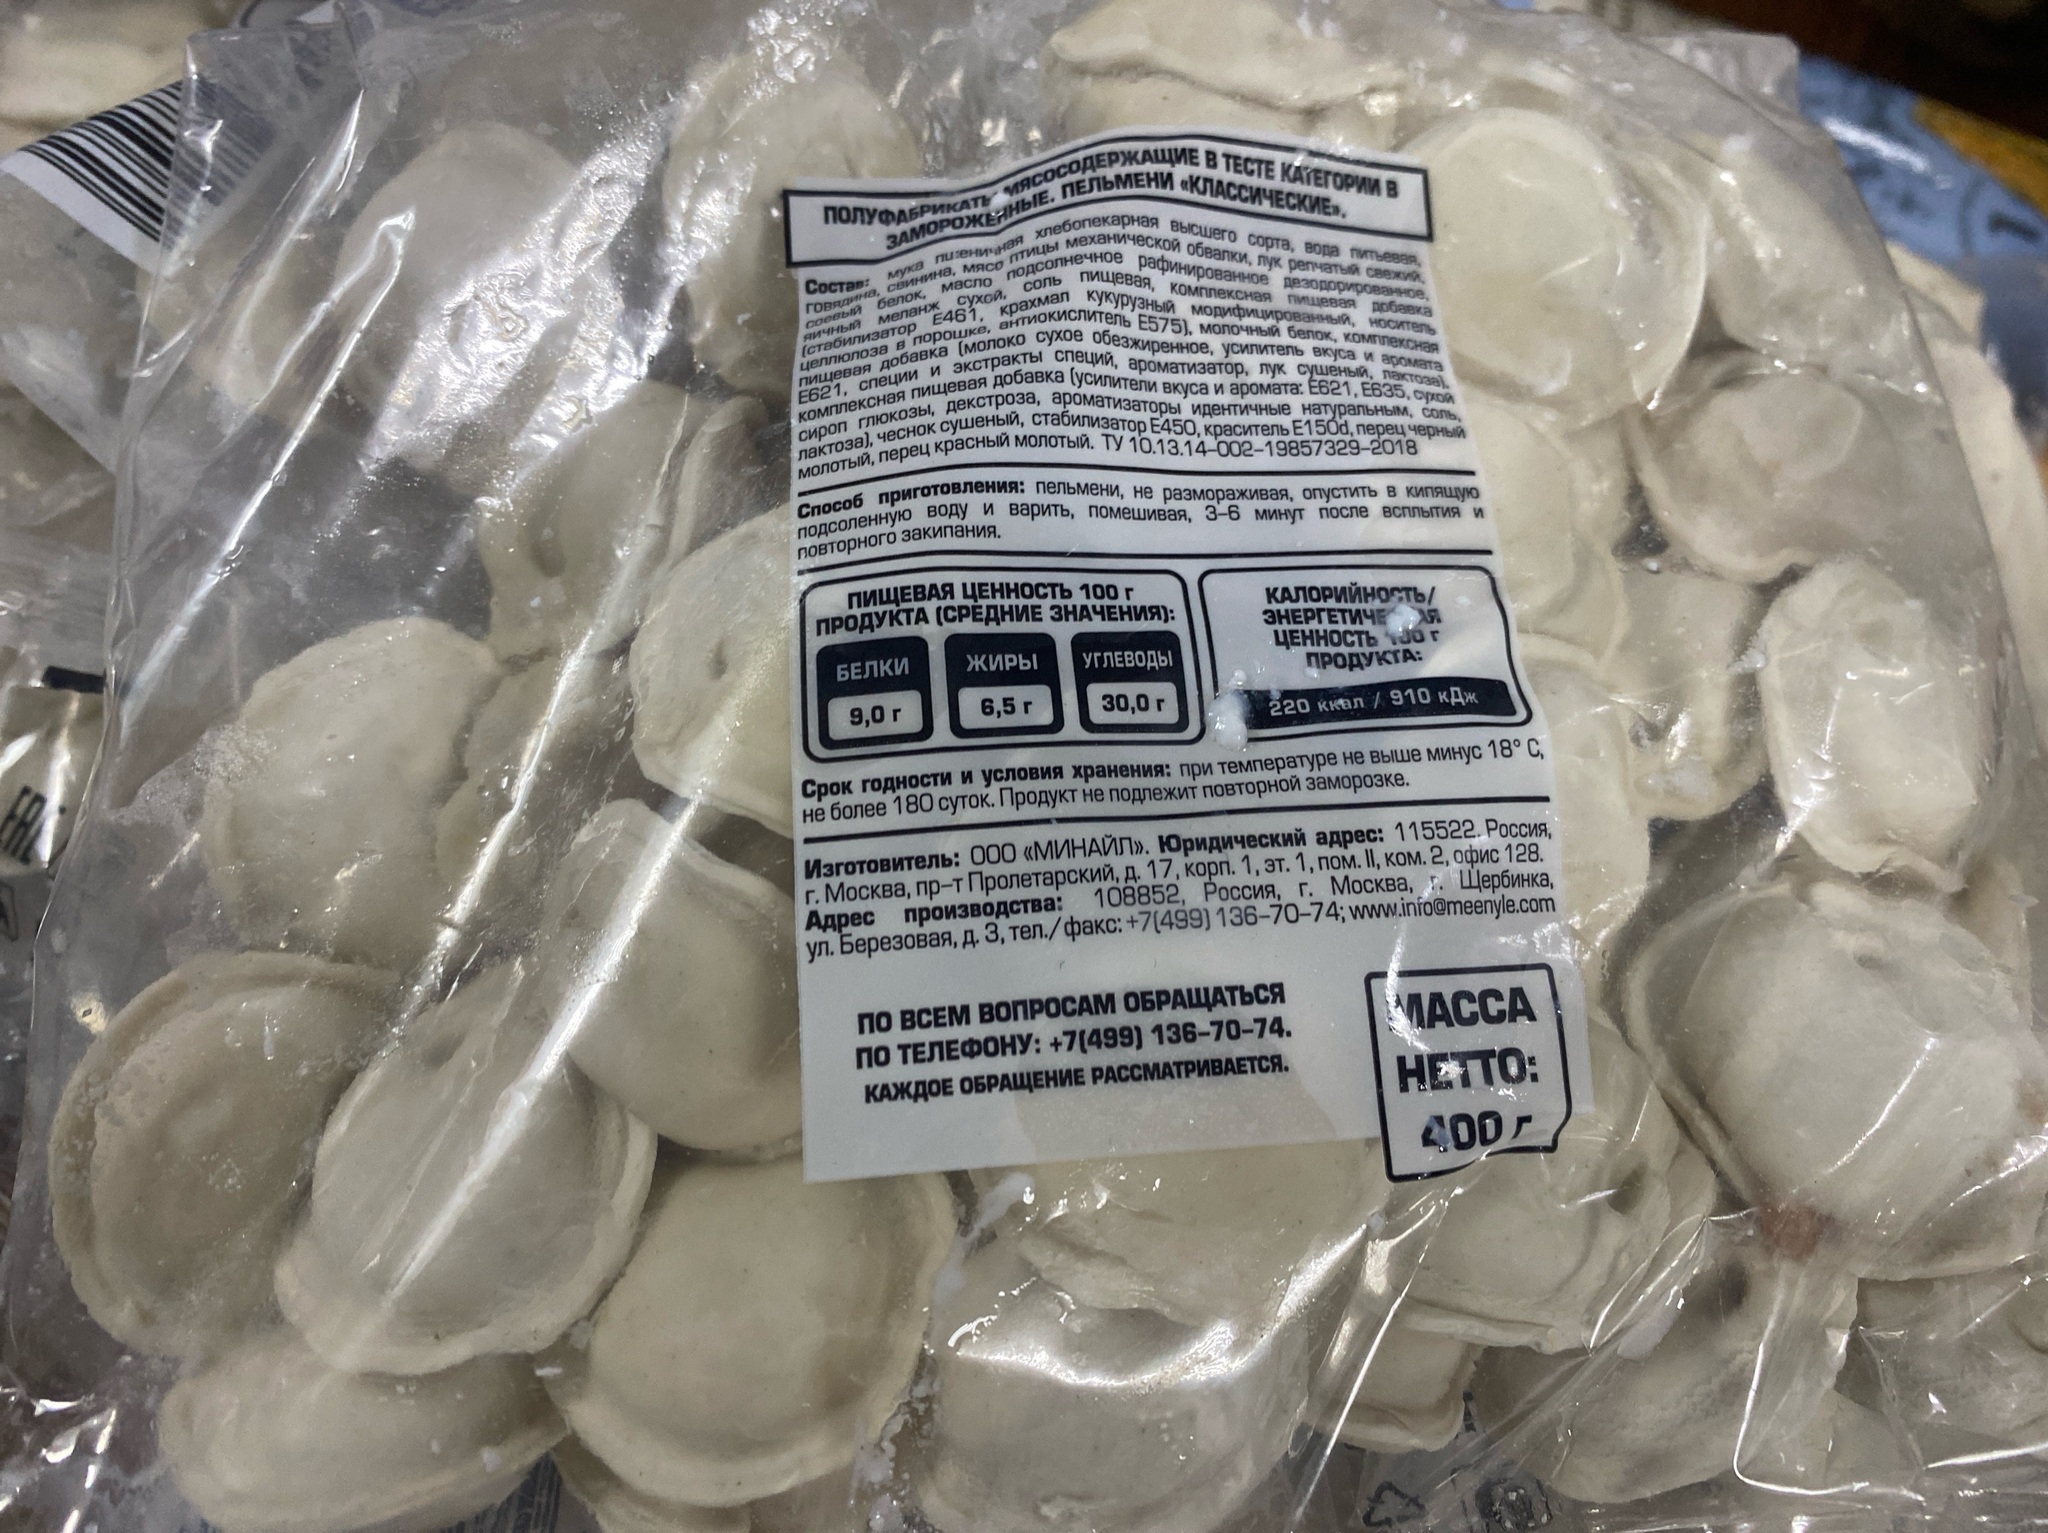 ПОЛУФАБРИКАТЫ МЯСОСОДЕРЖАЩИЕ В ТЕСТЕ КАТЕГОРИИ В
ЗАМОРОЖЕННЫЕ. ПЕЛЬМЕНИ «КЛАССИЧЕСКИЕ».
Состав: мука пшеничная хлебопекарная высшего сорта, вода питьевая,
говядина, свинина, мясо птицы механической обвалки, лук репчатый свежий,
соевый белок, масло подсолнечное рафинированное дезодорированное,
яичный меланж сухой, соль пищевая, комплексная пищевая добавка
(стабилизатор Е461, крахмал кукурузный модифицированный, носитель
целлюлоза в порошке, антиокислитель Е575), молочный белок, комплексная
пищевая добавка (молоко сухое обезжиренное, усилитель вкуса и аромата
Е621, специи и экстракты специй, ароматизатор, лук сушеный, лактоза),
комплексная пищевая добавка (усилители вкуса и аромата: Е621, Е635, сухой
сироп глюкозы, декстроза, ароматизаторы идентичные натуральным, соль,
лактоза), чеснок сушеный, стабилизатор Е450, краситель Е150d, перец черный
молотый, перец красный молотый. ТУ 10.13.14-002-19857329-2018
Способ приготовления: пельмени, не размораживая, опустить в кипящую
подсоленную воду и варить, помешивая, 3-6 минут после всплытия и
повторного закипания.
ПИЩЕВАЯ ЦЕННОСТЬ 100 г
ПРОДУКТА (СРЕДНИЕ ЗНАЧЕНИЯ):
БЕЛКИ ЖИРЫ УГЛЕВОДЫ
9,0 г 6,5 г 30,0 г
КАЛОРИЙНОСТЬ/
ЭНЕРГЕТИЧЕСКАЯ
ЦЕННОСТЬ 100 г
ПРОДУКТА:
220 ккал / 910 кДж
Срок годности и условия хранения: при температуре не выше минус 18° С,
не более 180 суток. Продукт не подлежит повторной заморозке.
Изготовитель: ООО «МИНАЙЛ». Юридический адрес: 115522, Россия,
г. Москва, пр-т Пролетарский, д. 17, корп. 1, эт. 1, пом. II, ком. 2, офис 128.
Адрес производства: 108852, Россия, г. Москва, г. Щербинка,
ул. Березовая, д. 3, тел./факс: +7(499) 136-70-74; www.info@meenyle.com
ПО ВСЕМ ВОПРОСАМ ОБРАЩАТЬСЯ
ПО ТЕЛЕФОНУ: +7(499) 136-70-74.
КАЖДОЕ ОБРАЩЕНИЕ РАССМАТРИВАЕТСЯ.
МАССА
НЕТТО:
400 г
EAC